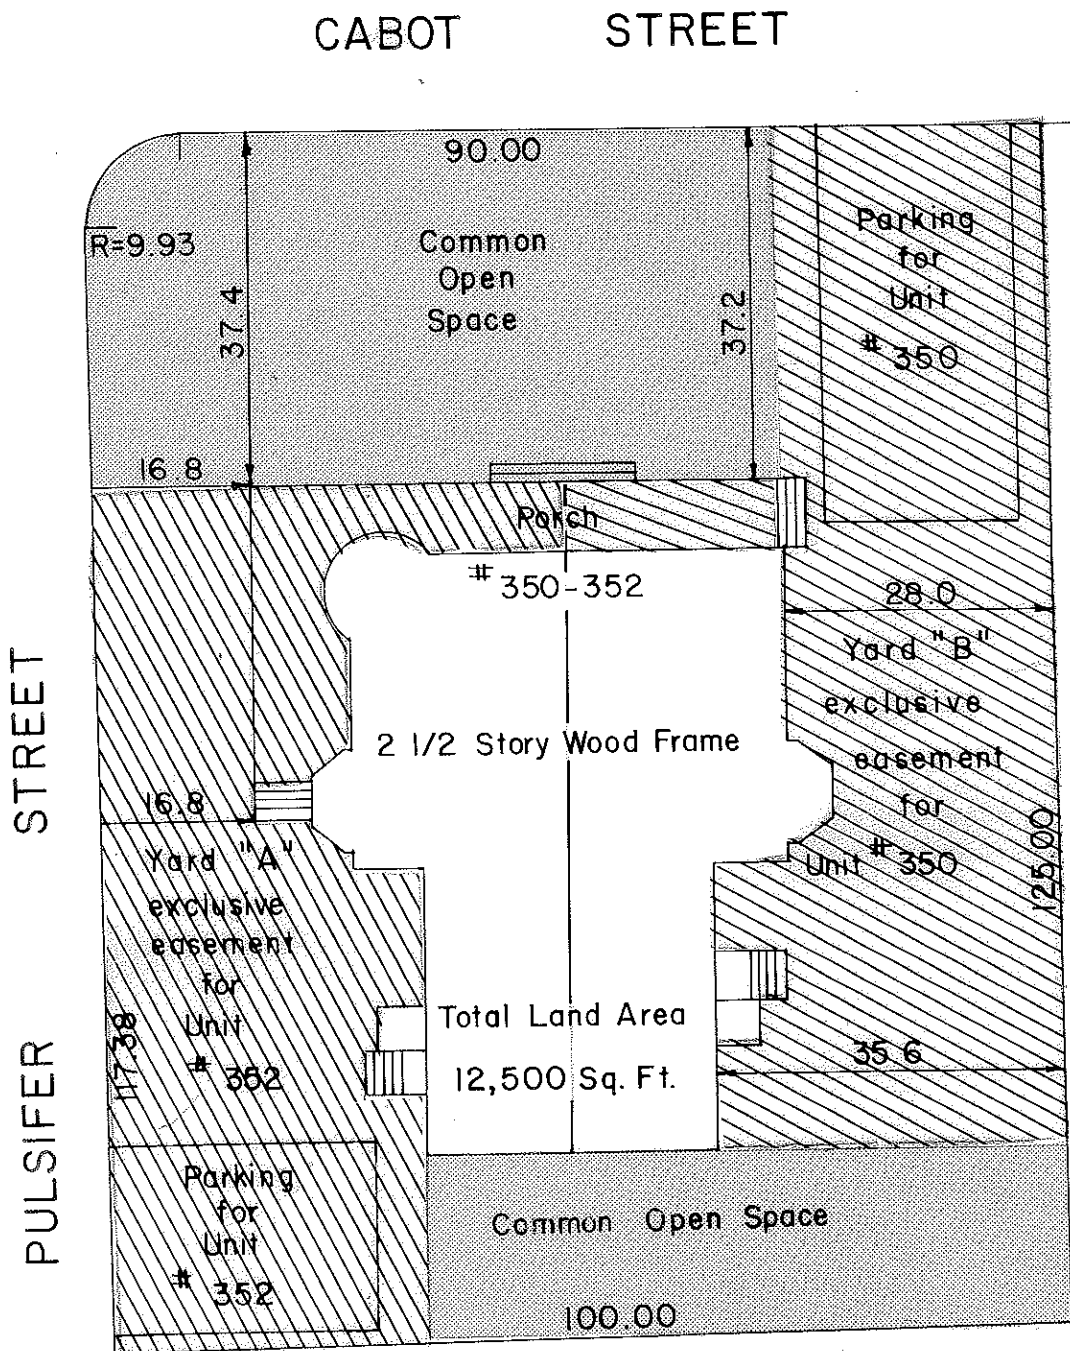 CABOT STREET
90.00
R=9.93
Common
Open
Space
37.4
37.2
Parking
for
Unit
# 350
16.8
Porch
# 350-352
28.0
Yard "B"
exclusive
easement
for
Unit # 350
125.00
2 1/2 Story Wood Frame
16.8
Yard "A"
exclusive
easement
for
Unit
# 352
117.38
Total Land Area
12,500 Sq. Ft.
35.6
Parking
for
Unit
# 352
Common Open Space
100.00
PULSIFER STREET